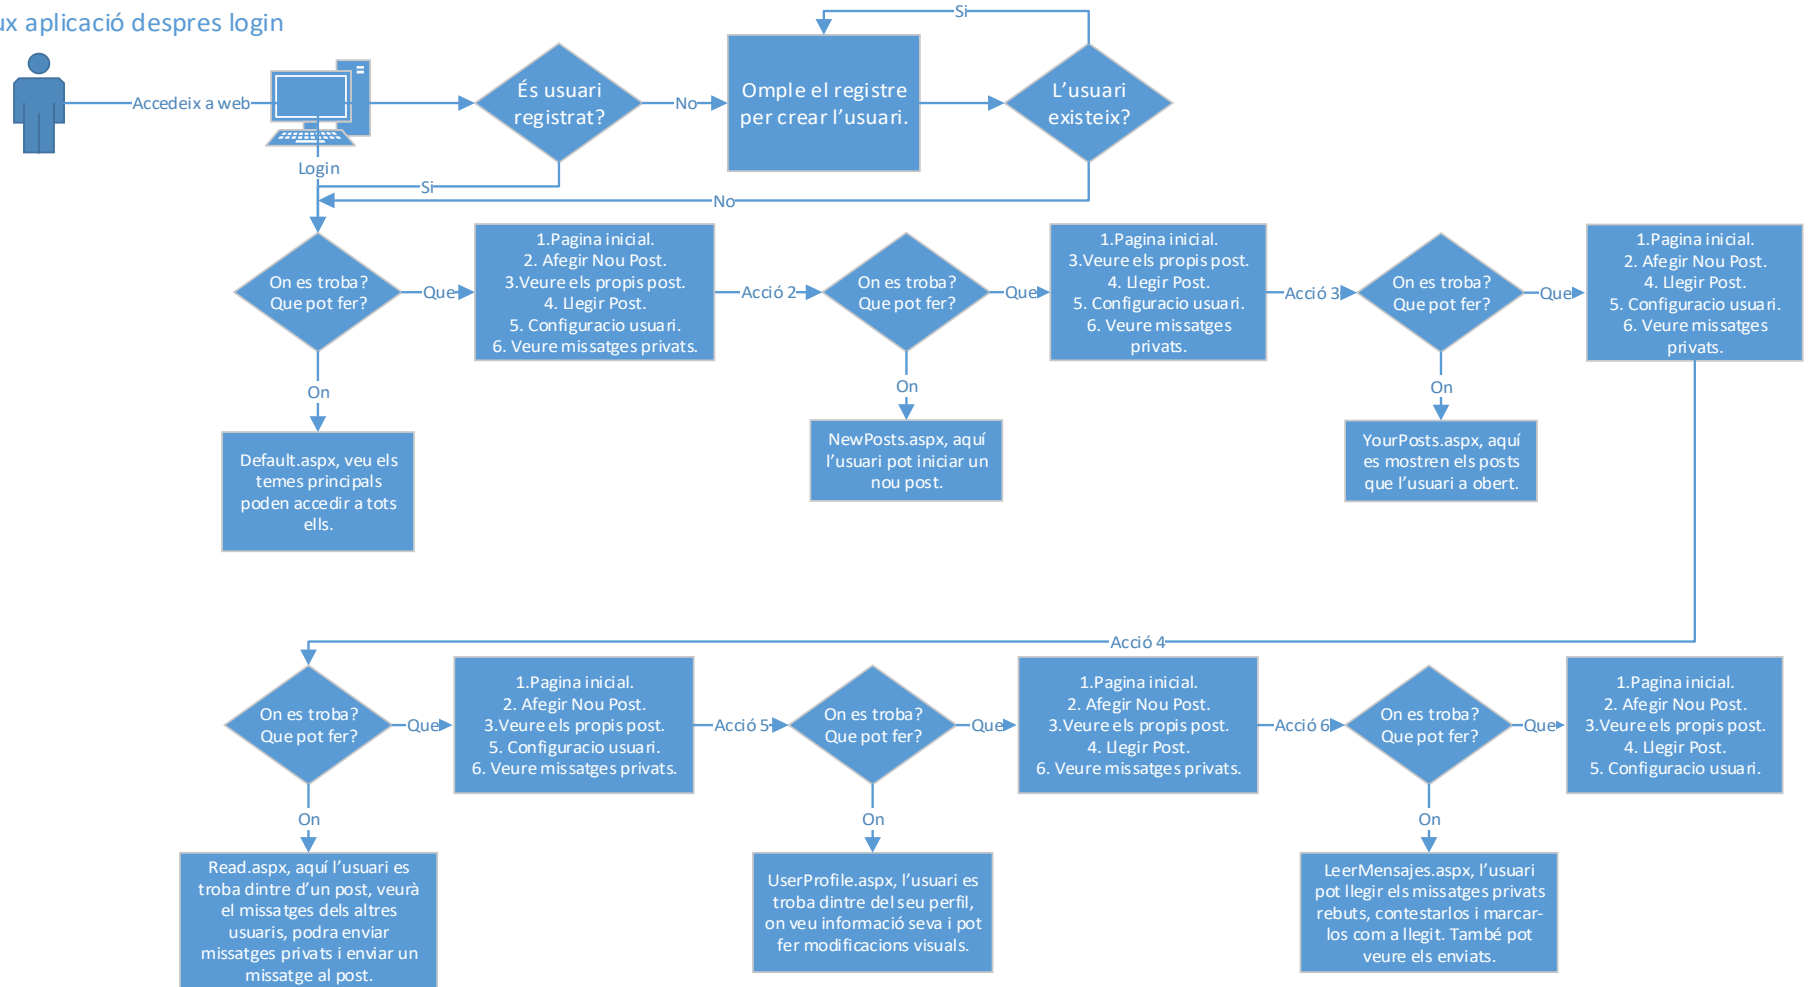 ux aplicació despres login
Si
Accedeix a web
És usuari
registrat?
No
Omple el registre
per crear l'usuari.
L'usuari
existeix?
Login
Si
No
On es troba?
Que pot fer?
Que
1.Pagina inicial.
2. Afegir Nou Post.
3.Veure els propis post.
4. Llegir Post.
5. Configuracio usuari.
6. Veure missatges privats.
Acció 2
On es troba?
Que pot fer?
Que
1.Pagina inicial.
3.Veure els propis post.
4. Llegir Post.
5. Configuracio usuari.
6. Veure missatges
privats.
Acció 3
On es troba?
Que pot fer?
Que
1.Pagina inicial.
2. Afegir Nou Post.
4. Llegir Post.
5. Configuracio usuari.
6. Veure missatges
privats.
On
On
On
Default.aspx, veu els
temes principals
poden accedir a tots
ells.
NewPosts.aspx, aquí
l'usuari pot iniciar un
nou post.
YourPosts.aspx, aquí
es mostren els posts
que l'usuari a obert.
Acció 4
On es troba?
Que pot fer?
Que
1.Pagina inicial.
2. Afegir Nou Post.
3.Veure els propis post.
5. Configuracio usuari.
6. Veure missatges privats.
Acció 5
On es troba?
Que pot fer?
Que
1.Pagina inicial.
2. Afegir Nou Post.
3.Veure els propis post.
4. Llegir Post.
6. Veure missatges privats.
Acció 6
On es troba?
Que pot fer?
Que
1.Pagina inicial.
2. Afegir Nou Post.
3.Veure els propis post.
4. Llegir Post.
5. Configuracio usuari.
On
On
On
Read.aspx, aquí l'usuari es
troba dintre d'un post, veurà
el missatges dels altres
usuaris, podra enviar
missatges privats i enviar un
missatge al post.
UserProfile.aspx, l'usuari es
troba dintre del seu perfil,
on veu informació seva i pot
fer modificacions visuals.
LeerMensajes.aspx, l'usuari
pot llegir els missatges privats
rebuts, contestarlos i marcar-
los com a llegit. També pot
veure els enviats.